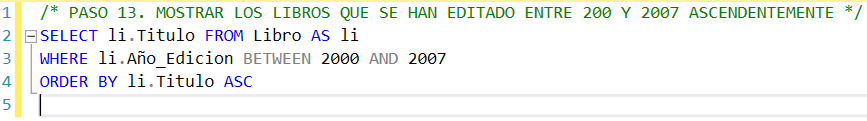 1 /* PASO 13. MOSTRAR LOS LIBROS QUE SE HAN EDITADO ENTRE 200 Y 2007 ASCENDENTEMENTE */
2 SELECT li.Titulo FROM Libro AS li
3 WHERE li.Año_Edicion BETWEEN 2000 AND 2007
4 ORDER BY li.Titulo ASC
5